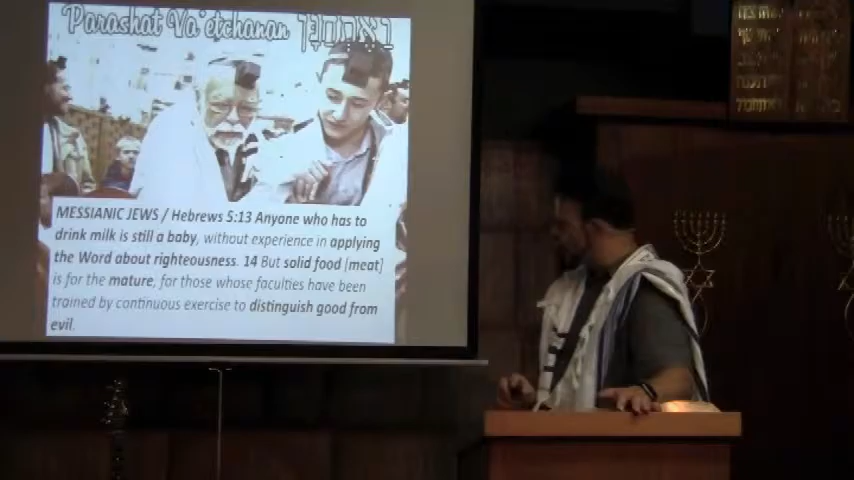 Parashat Va'etchanan וָאֶתְחַנַּן
MESSIANIC JEWS / Hebrews 5:13 Anyone who has to
drink milk is still a baby, without experience in applying
the Word about righteousness. 14 But solid food [meat]
is for the mature, for those whose faculties have been
trained by continuous exercise to distinguish good from
evil.